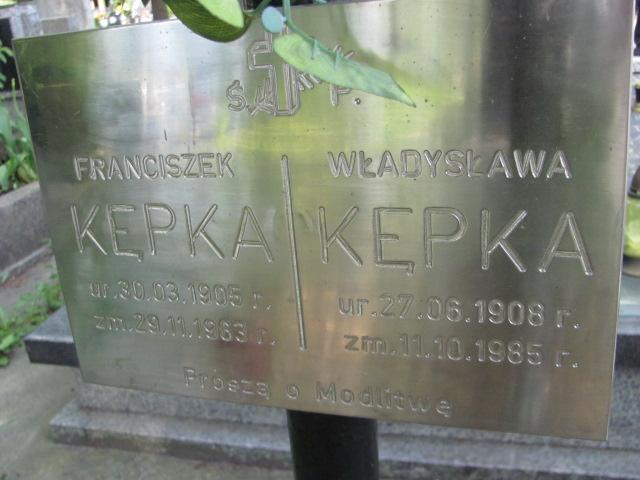 Ś. P.
FRANCISZEK
KĘPKA
ur.30.03.1905 r.
zm.29.11.1963 r.
WŁADYSŁAWA
KĘPKA
ur.27.06.1908 r.
zm.11.10.1985 r.
Proszą o Modlitwę